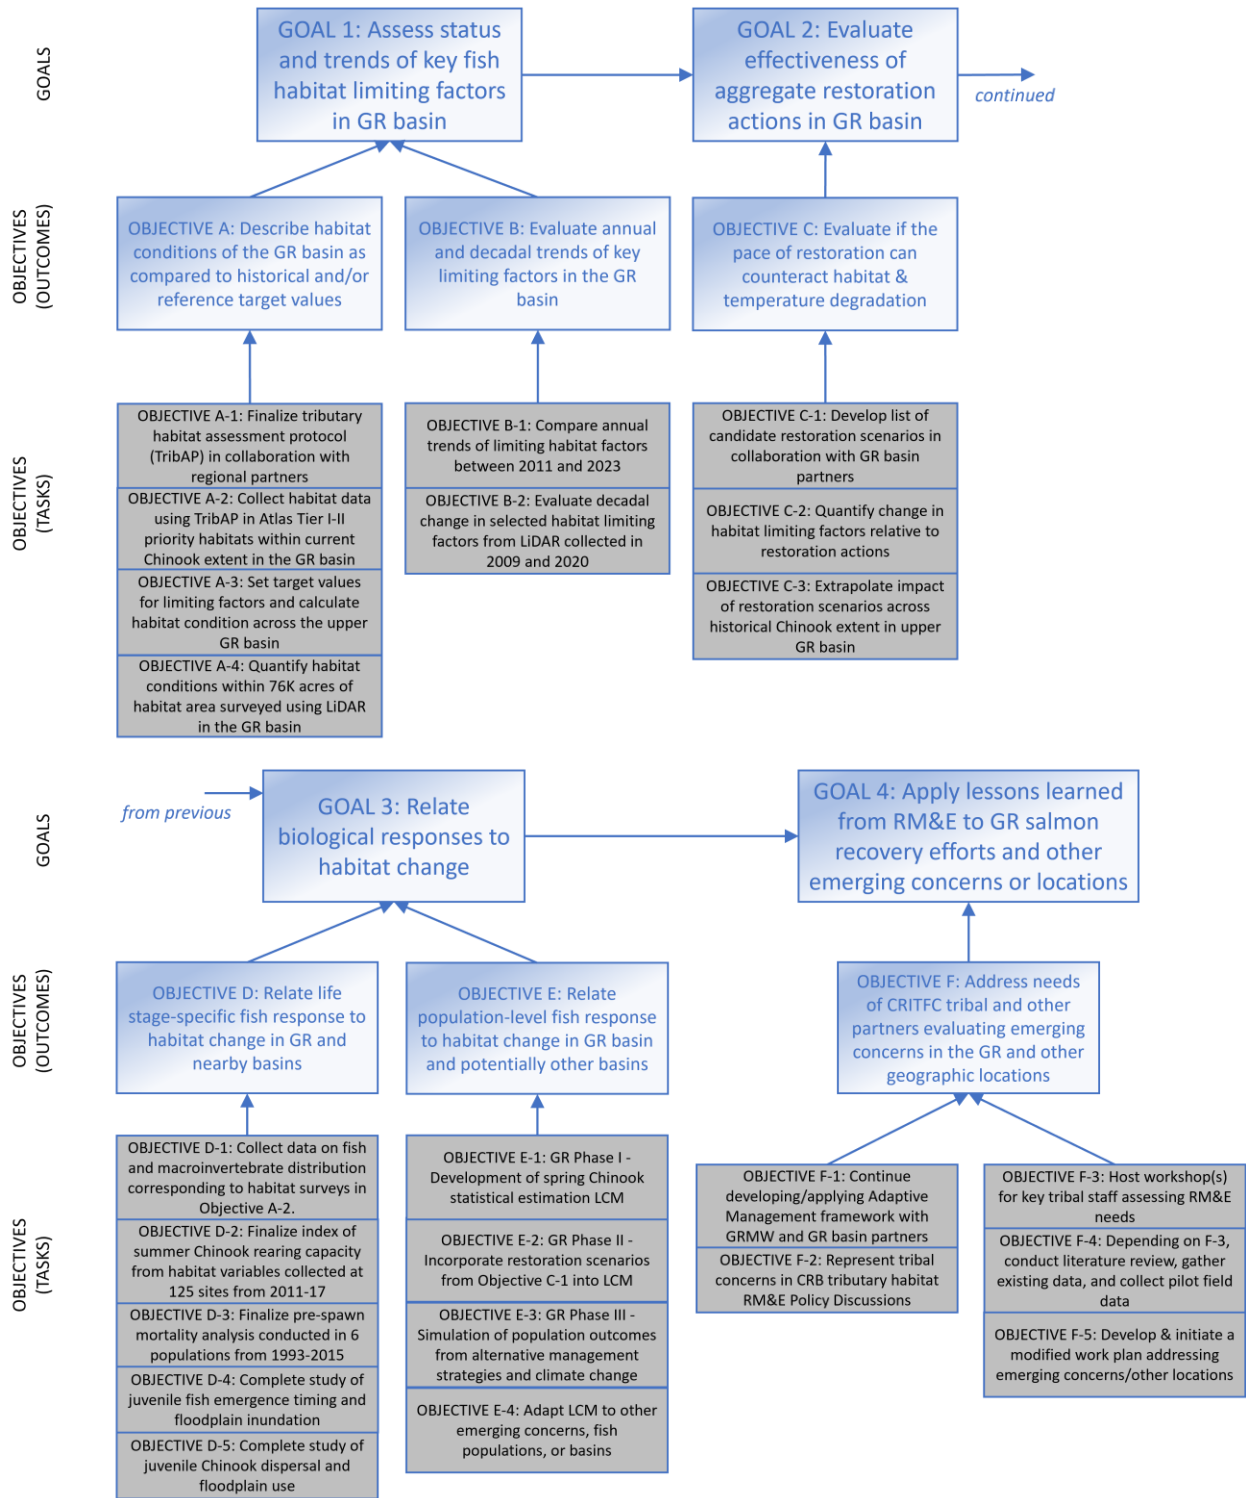 GOALS
GOAL 1: Assess status
and trends of key fish
habitat limiting factors
in GR basin
GOAL 2: Evaluate
effectiveness of
aggregate restoration
actions in GR basin
continued
OBJECTIVES
(OUTCOMES)
OBJECTIVE A: Describe habitat
conditions of the GR basin as
compared to historical and/or
reference target values
OBJECTIVE B: Evaluate annual
and decadal trends of key
limiting factors in the GR
basin
OBJECTIVE C: Evaluate if the
pace of restoration can
counteract habitat &
temperature degradation
OBJECTIVES
(TASKS)
OBJECTIVE A-1: Finalize tributary
habitat assessment protocol
(TribAP) in collaboration with
regional partners
OBJECTIVE A-2: Collect habitat data
using TribAP in Atlas Tier I-II
priority habitats within current
Chinook extent in the GR basin
OBJECTIVE A-3: Set target values
for limiting factors and calculate
habitat condition across the upper
GR basin
OBJECTIVE A-4: Quantify habitat
conditions within 76K acres of
habitat area surveyed using LiDAR
in the GR basin
OBJECTIVE B-1: Compare annual
trends of limiting habitat factors
between 2011 and 2023
OBJECTIVE B-2: Evaluate decadal
change in selected habitat limiting
factors from LiDAR collected in
2009 and 2020
OBJECTIVE C-1: Develop list of
candidate restoration scenarios in
collaboration with GR basin
partners
OBJECTIVE C-2: Quantify change in
habitat limiting factors relative to
restoration actions
OBJECTIVE C-3: Extrapolate impact
of restoration scenarios across
historical Chinook extent in upper
GR basin
GOALS
from previous
GOAL 3: Relate
biological responses to
habitat change
GOAL 4: Apply lessons learned
from RM&E to GR salmon
recovery efforts and other
emerging concerns or locations
OBJECTIVES
(OUTCOMES)
OBJECTIVE D: Relate life
stage-specific fish response to
habitat change in GR and
nearby basins
OBJECTIVE E: Relate
population-level fish response
to habitat change in GR basin
and potentially other basins
OBJECTIVE F: Address needs
of CRITFC tribal and other
partners evaluating emerging
concerns in the GR and other
geographic locations
OBJECTIVES
(TASKS)
OBJECTIVE D-1: Collect data on fish
and macroinvertebrate distribution
corresponding to habitat surveys in
Objective A-2.
OBJECTIVE D-2: Finalize index of
summer Chinook rearing capacity
from habitat variables collected at
125 sites from 2011-17
OBJECTIVE D-3: Finalize pre-spawn
mortality analysis conducted in 6
populations from 1993-2015
OBJECTIVE D-4: Complete study of
juvenile fish emergence timing and
floodplain inundation
OBJECTIVE D-5: Complete study of
juvenile Chinook dispersal and
floodplain use
OBJECTIVE E-1: GR Phase I -
Development of spring Chinook
statistical estimation LCM
OBJECTIVE E-2: GR Phase II -
Incorporate restoration scenarios
from Objective C-1 into LCM
OBJECTIVE E-3: GR Phase III -
Simulation of population outcomes
from alternative management
strategies and climate change
OBJECTIVE E-4: Adapt LCM to other
emerging concerns, fish
populations, or basins
OBJECTIVE F-1: Continue
developing/applying Adaptive
Management framework with
GRMW and GR basin partners
OBJECTIVE F-2: Represent tribal
concerns in CRB tributary habitat
RM&E Policy Discussions
OBJECTIVE F-3: Host workshop(s)
for key tribal staff assessing RM&E
needs
OBJECTIVE F-4: Depending on F-3,
conduct literature review, gather
existing data, and collect pilot field
data
OBJECTIVE F-5: Develop & initiate a
modified work plan addressing
emerging concerns/other locations